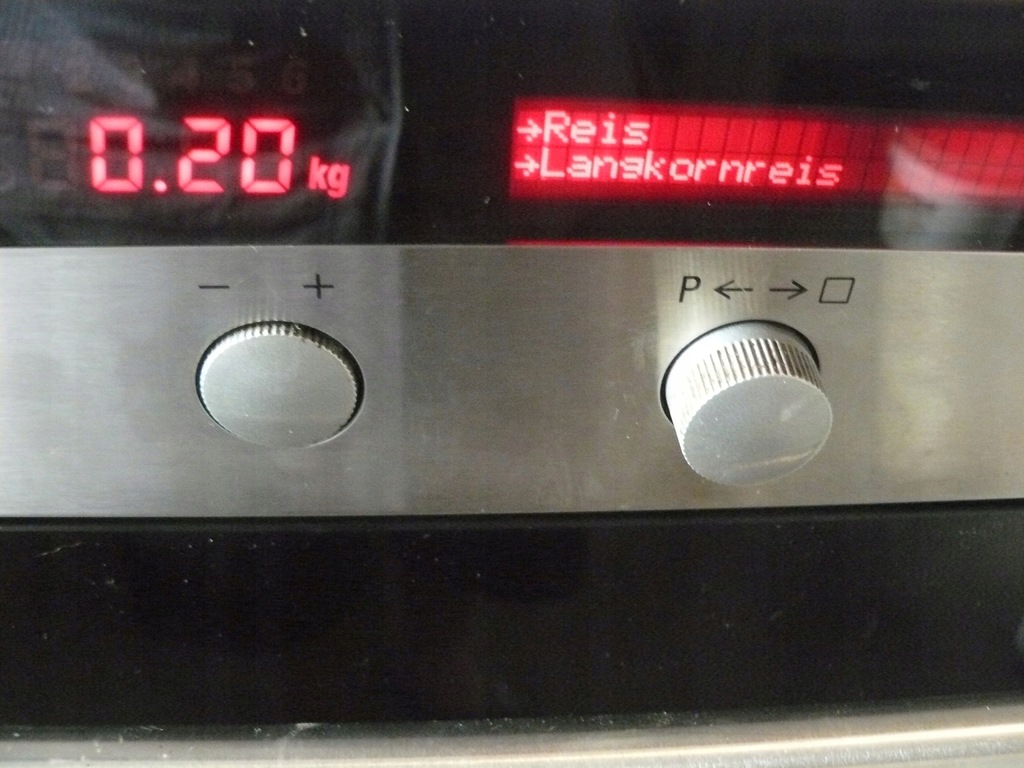 0.20 kg
→Reis
→Langkornreis
− +
P ← → □